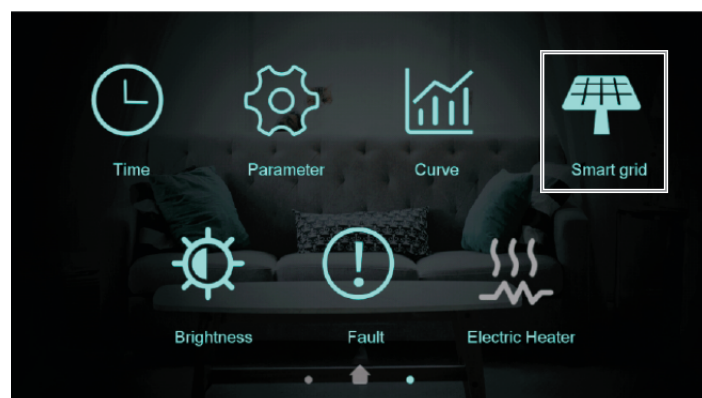 Time
Parameter
Curve
Smart grid
Brightness
Fault
Electric Heater